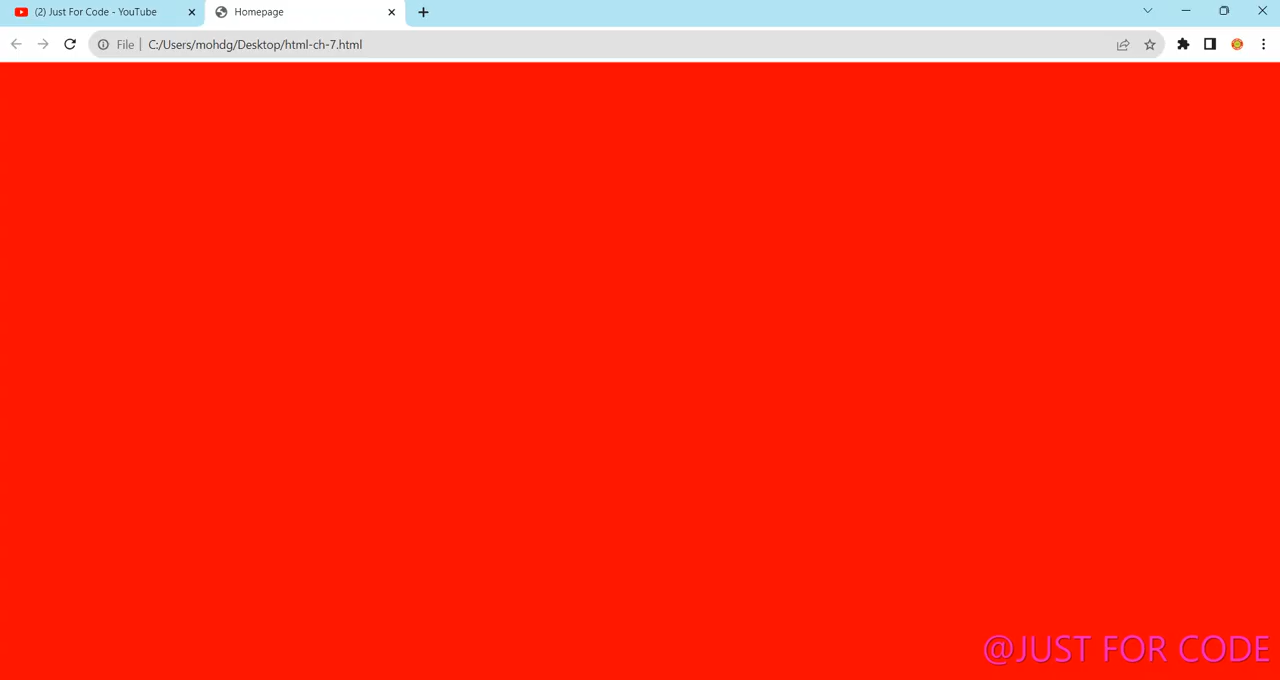 (2) Just For Code - YouTube
Homepage
File
C:/Users/mohdg/Desktop/html-ch-7.html
@JUST FOR CODE